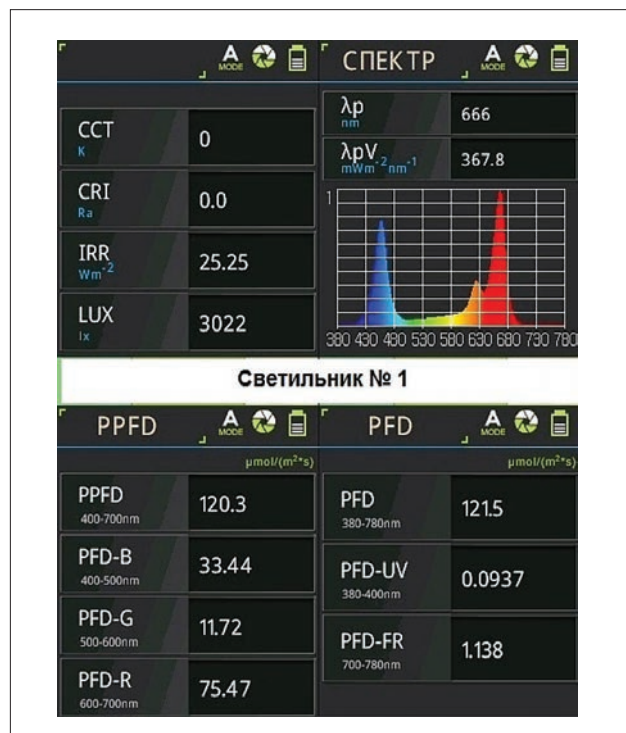 A
MODE
СПЕКТР
A
MODE
CCT
K
0
CRI
Ra
0.0
IRR
Wm⁻²
25.25
LUX
lx
3022
λp
nm
666
λpV
mWm⁻²nm⁻¹
367.8
1
380 430 480 530 580 630 680 730 780
Светильник № 1
PPFD
A
MODE
µmol/(m²*s)
PPFD
400-700nm
120.3
PFD-B
400-500nm
33.44
PFD-G
500-600nm
11.72
PFD-R
600-700nm
75.47
PFD
A
MODE
µmol/(m²*s)
PFD
380-780nm
121.5
PFD-UV
380-400nm
0.0937
PFD-FR
700-780nm
1.138